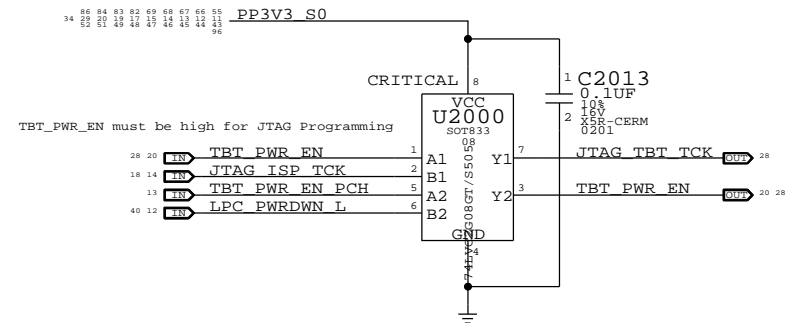 86 84 83 82 69 68 67 66 55
34 29 20 19 17 15 14 13 12 11 PP3V3_S0
52 51 49 48 47 46 45 44 43
96
CRITICAL 8
VCC
U2000
SOT833
08
74LVC2G08GT/S505
1 C2013
0.1UF
10%
16V
2 X5R-CERM
0201
TBT_PWR_EN must be high for JTAG Programming
28 20 IN TBT_PWR_EN 1 A1 Y1 7 JTAG_TBT_TCK OUT 28
18 14 IN JTAG_ISP_TCK 2 B1
13 IN TBT_PWR_EN_PCH 5 A2 Y2 3 TBT_PWR_EN OUT 20 28
40 12 IN LPC_PWRDWN_L 6 B2
GND
4